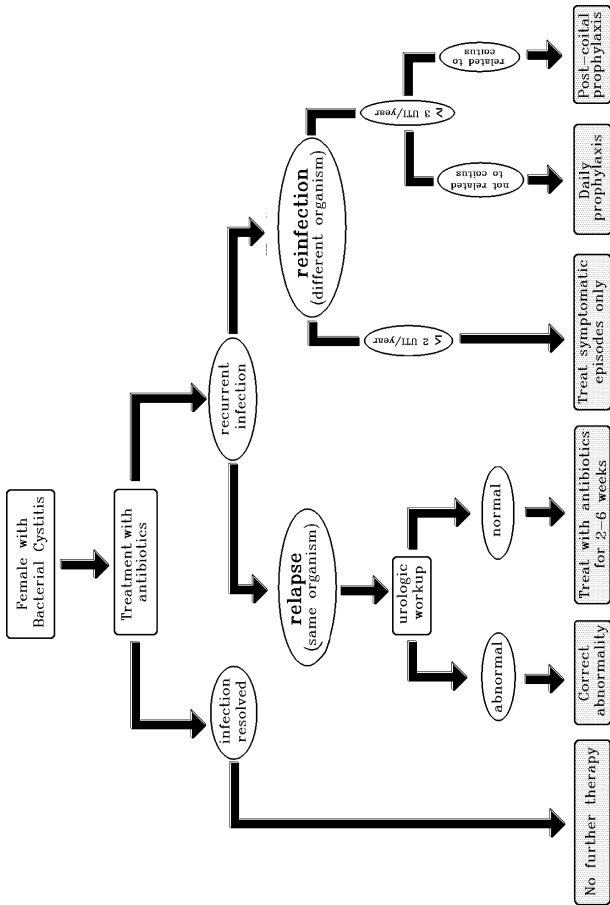 Female with
Bacterial Cystitis
Treatment with
antibiotics
infection
resolved
recurrent
infection
relapse
(same organism)
reinfection
(different organism)
urologic
workup
≤ 2 UTI/year
≥ 3 UTI/year
abnormal
normal
not related
to coitus
related to
coitus
No further therapy
Correct
abnormality
Treat with antibiotics
for 2-6 weeks
Treat symptomatic
episodes only
Daily
prophylaxis
Post-coital
prophylaxis